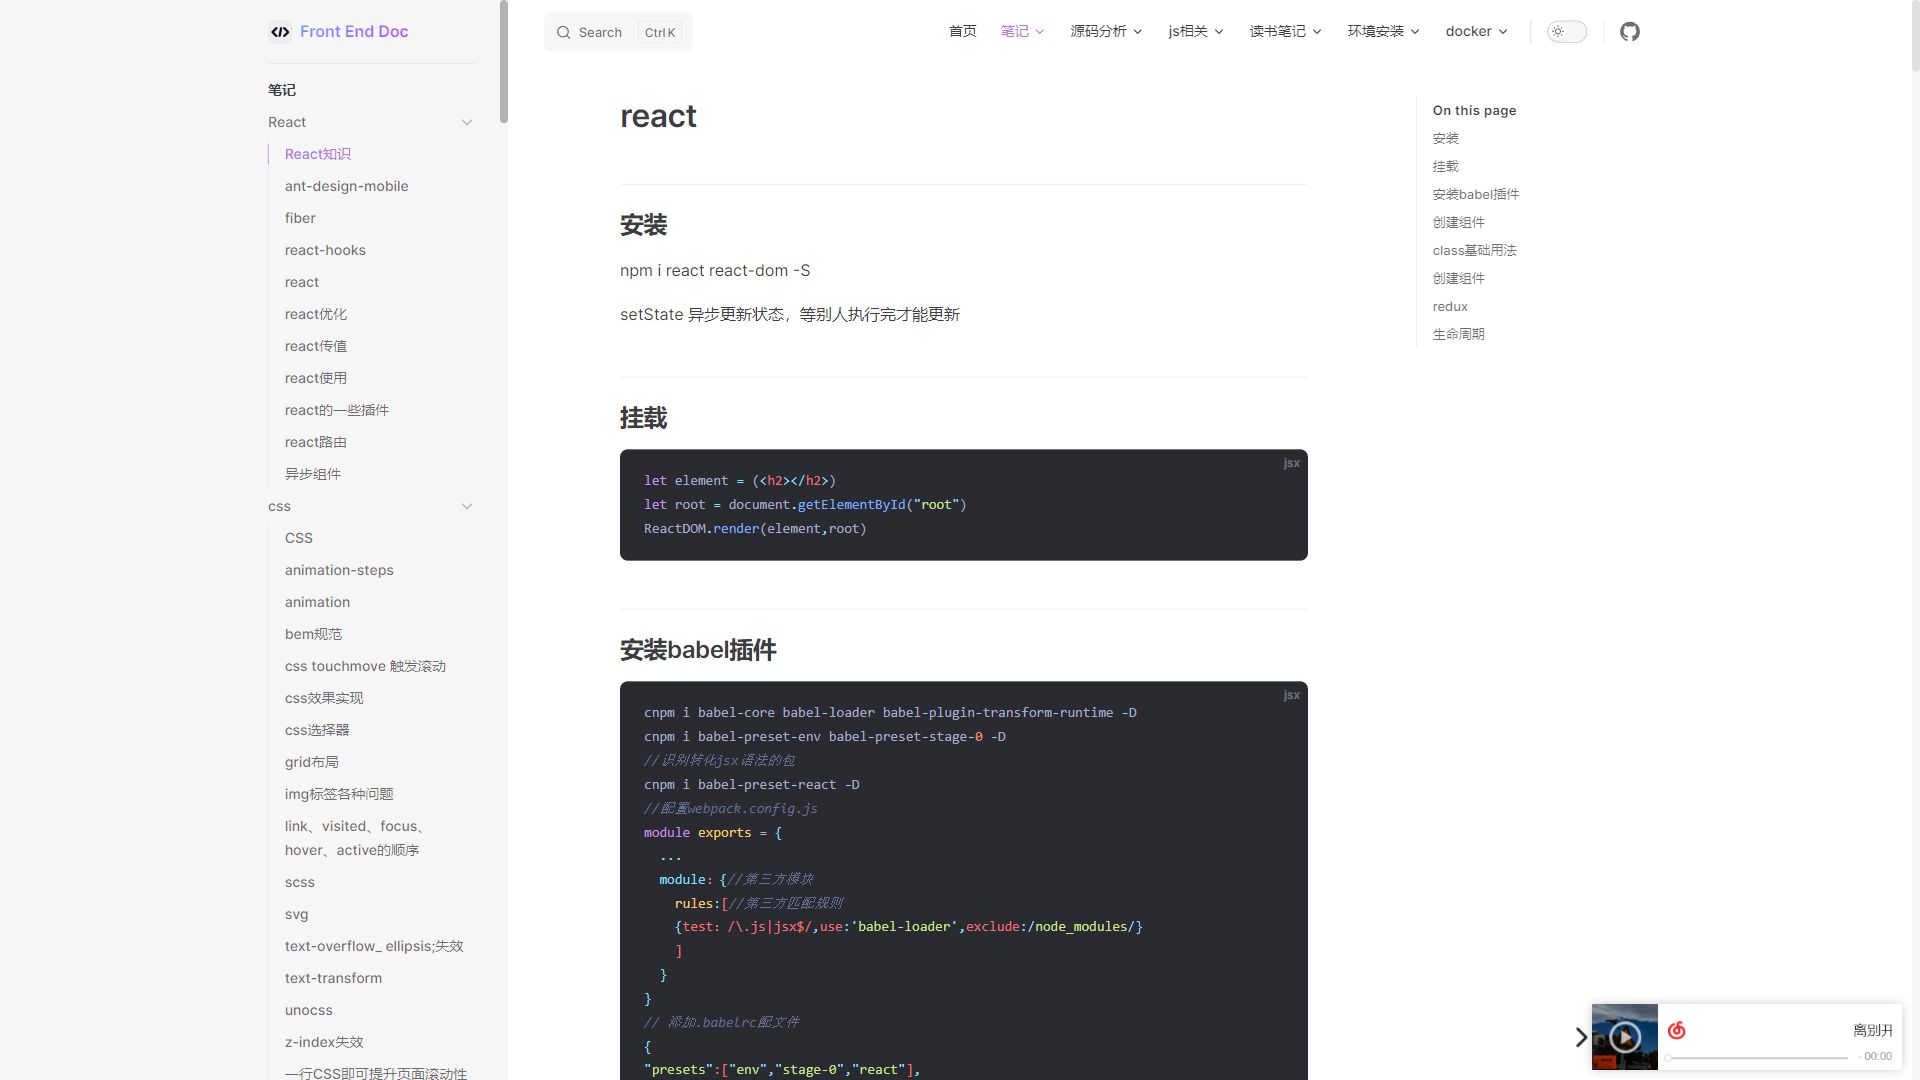 Front End Doc
Search
Ctrl K
首页
笔记
源码分析
js相关
读书笔记
环境安装
docker
笔记
React
React知识
ant-design-mobile
fiber
react-hooks
react
react优化
react传值
react使用
react的一些插件
react路由
异步组件
css
CSS
animation-steps
animation
bem规范
css touchmove 触发滚动
css效果实现
css选择器
grid布局
img标签各种问题
link、visited、focus、
hover、active的顺序
scss
svg
text-overflow_ ellipsis;失效
text-transform
unocss
z-index失效
一行CSS即可提升页面滚动性
react
安装
npm i react react-dom -S
setState 异步更新状态，等别人执行完才能更新
挂载
jsx
let element = (<h2></h2>)
let root = document.getElementById("root")
ReactDOM.render(element,root)
安装babel插件
jsx
cnpm i babel-core babel-loader babel-plugin-transform-runtime -D
cnpm i babel-preset-env babel-preset-stage-0 -D
//识别转化jsx语法的包
cnpm i babel-preset-react -D
//配置webpack.config.js
module exports = {
  ...
  module: {//第三方模块
    rules:[//第三方匹配规则
    {test: /\.js|jsx$/,use:'babel-loader',exclude:/node_modules/}
    ]
  }
}
// 添加.babelrc配文件
{
"presets":["env","stage-0","react"],
On this page
安装
挂载
安装babel插件
创建组件
class基础用法
创建组件
redux
生命周期
离别开
- 00:00